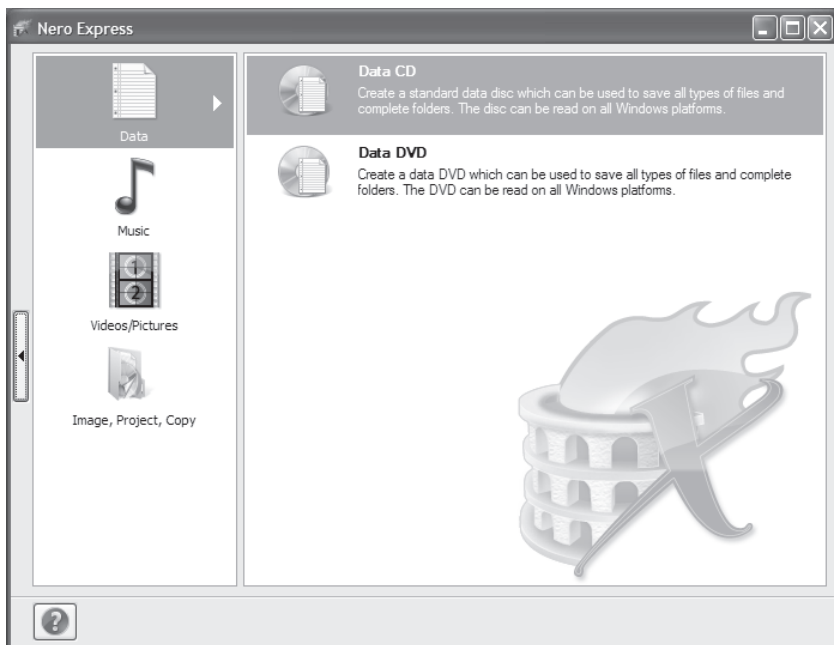 Nero Express
Data
Music
1
2
Videos/Pictures
Image, Project, Copy
Data CD
Create a standard data disc which can be used to save all types of files and
complete folders. The disc can be read on all Windows platforms.
Data DVD
Create a data DVD which can be used to save all types of files and complete
folders. The DVD can be read on all Windows platforms.
?